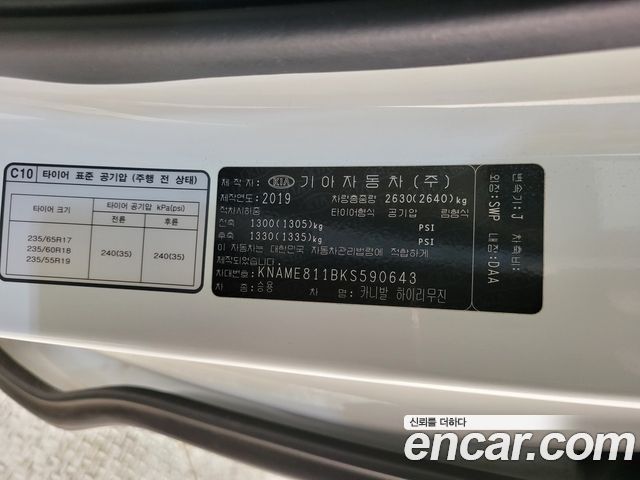 C10 타이어 표준 공기압 (주행 전 상태)
타이어 크기 타이어 공기압 kPa(psi)
전륜 후륜
235/65R17
235/60R18 240(35) 240(35)
235/55R19
제작자: KIA 기아자동차(주)
제작연도: 2019 차량총중량 2630(2640)kg
적차시하중 타이어형식 공기압 림형식
전축 1300(1305)kg PSI
후축 1330(1335)kg PSI
이 자동차는 대한민국 자동차관리법령에 적합하게
제작되었습니다.
차대번호: KNAME811BKS590643
차종: 승용 카니발 하이리무진
변속기: J 차축비:
외장: SWP 내장: DAA
신뢰를 더하다
encar.com